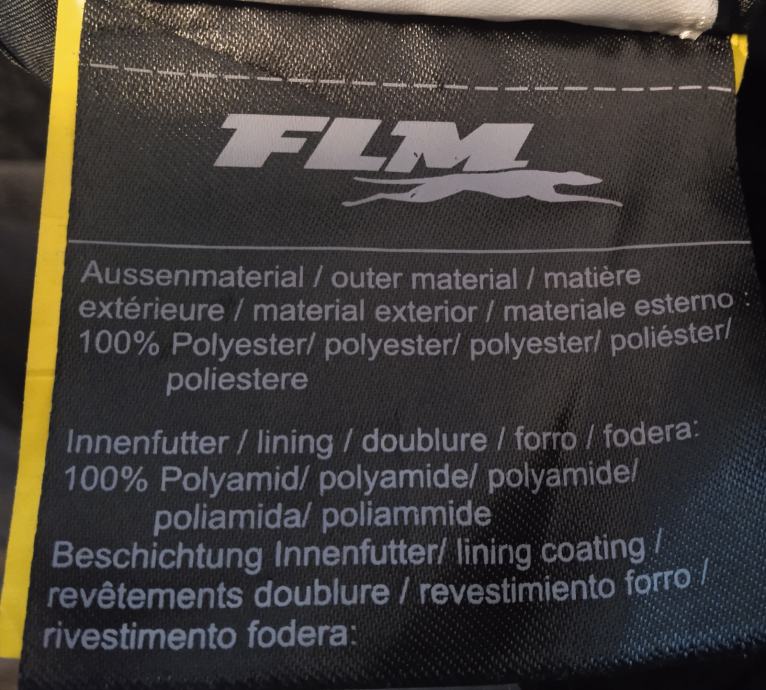 FLM
Aussenmaterial / outer material / matière
extérieure / material exterior / materiale esterno :
100% Polyester/ polyester/ polyester/ poliéster/
poliestere
Innenfutter / lining / doublure / forro / fodera:
100% Polyamid/ polyamide/ polyamide/
poliamida/ poliammide
Beschichtung Innenfutter/ lining coating /
revêtements doublure / revestimiento forro /
rivestimento fodera: